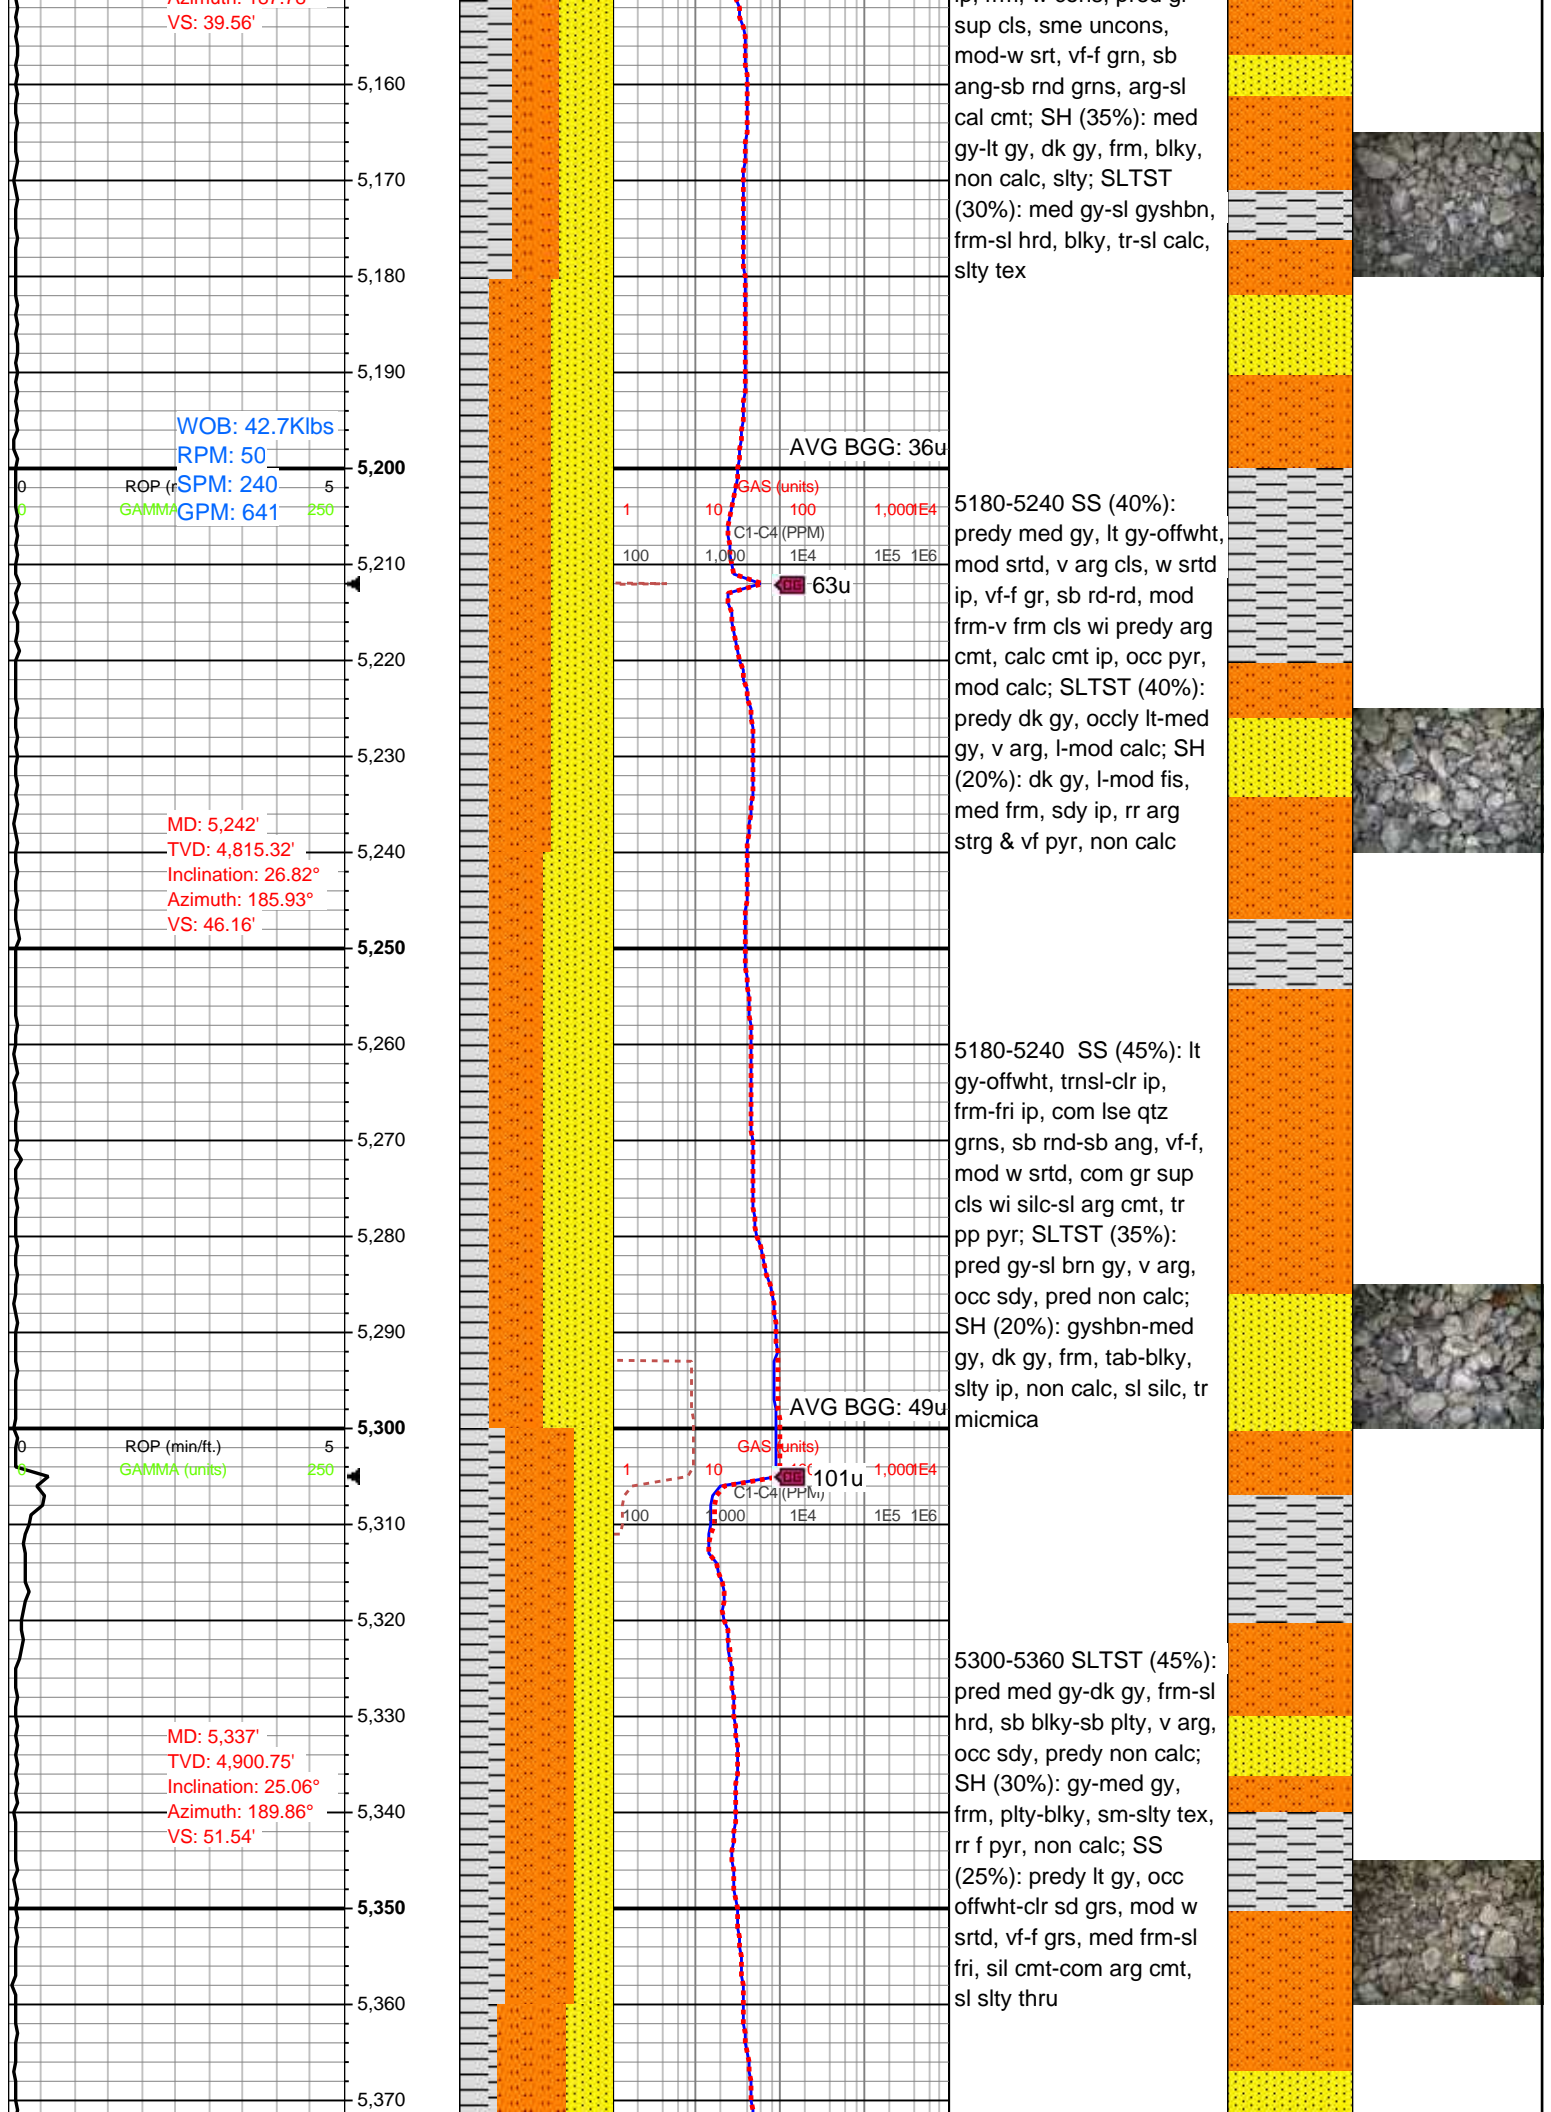 VS: 39.56'
sup cls, sme uncons,
mod-w srt, vf-f grn, sb
ang-sb rnd grns, arg-sl
cal cmt; SH (35%): med
gy-lt gy, dk gy, frm, blky,
non calc, slty; SLTST
(30%): med gy-sl gyshbn,
frm-sl hrd, blky, tr-sl calc,
slty tex
5,160
5,170
5,180
5,190
WOB: 42.7Klbs
RPM: 50
SPM: 240
GPM: 641
AVG BGG: 36u
5,200
0 ROP 5
0 GAMMA 250
GAS (units)
1 10 100 1,000 1E4
C1-C4 (PPM)
100 1,000 1E4 1E5 1E6
5,210
CG 63u
5180-5240 SS (40%):
predy med gy, lt gy-offwht,
mod srtd, v arg cls, w srtd
ip, vf-f gr, sb rd-rd, mod
frm-v frm cls wi predy arg
cmt, calc cmt ip, occ pyr,
mod calc; SLTST (40%):
predy dk gy, occly lt-med
gy, v arg, l-mod calc; SH
(20%): dk gy, l-mod fis,
med frm, sdy ip, rr arg
strg & vf pyr, non calc
5,220
5,230
MD: 5,242'
TVD: 4,815.32'
Inclination: 26.82°
Azimuth: 185.93°
VS: 46.16'
5,240
5,250
5,260
5,270
5,280
5,290
5180-5240 SS (45%): lt
gy-offwht, trnsl-clr ip,
frm-fri ip, com lse qtz
grns, sb rnd-sb ang, vf-f,
mod w srtd, com gr sup
cls wi silc-sl arg cmt, tr
pp pyr; SLTST (35%):
pred gy-sl brn gy, v arg,
occ sdy, pred non calc;
SH (20%): gyshbn-med
gy, dk gy, frm, tab-blky,
slty ip, non calc, sl silc, tr
micmica
AVG BGG: 49u
5,300
0 ROP (min/ft.) 5
0 GAMMA (units) 250
GAS (units)
1 10 1,000 1E4
CG 101u
C1-C4 (PPM)
100 1E4 1E5 1E6
5,310
5,320
5,330
MD: 5,337'
TVD: 4,900.75'
Inclination: 25.06°
Azimuth: 189.86°
VS: 51.54'
5,340
5,350
5,360
5,370
5300-5360 SLTST (45%):
pred med gy-dk gy, frm-sl
hrd, sb blky-sb plty, v arg,
occ sdy, predy non calc;
SH (30%): gy-med gy,
frm, plty-blky, sm-slty tex,
rr f pyr, non calc; SS
(25%): predy lt gy, occ
offwht-clr sd grs, mod w
srtd, vf-f grs, med frm-sl
fri, sil cmt-com arg cmt,
sl slty thru